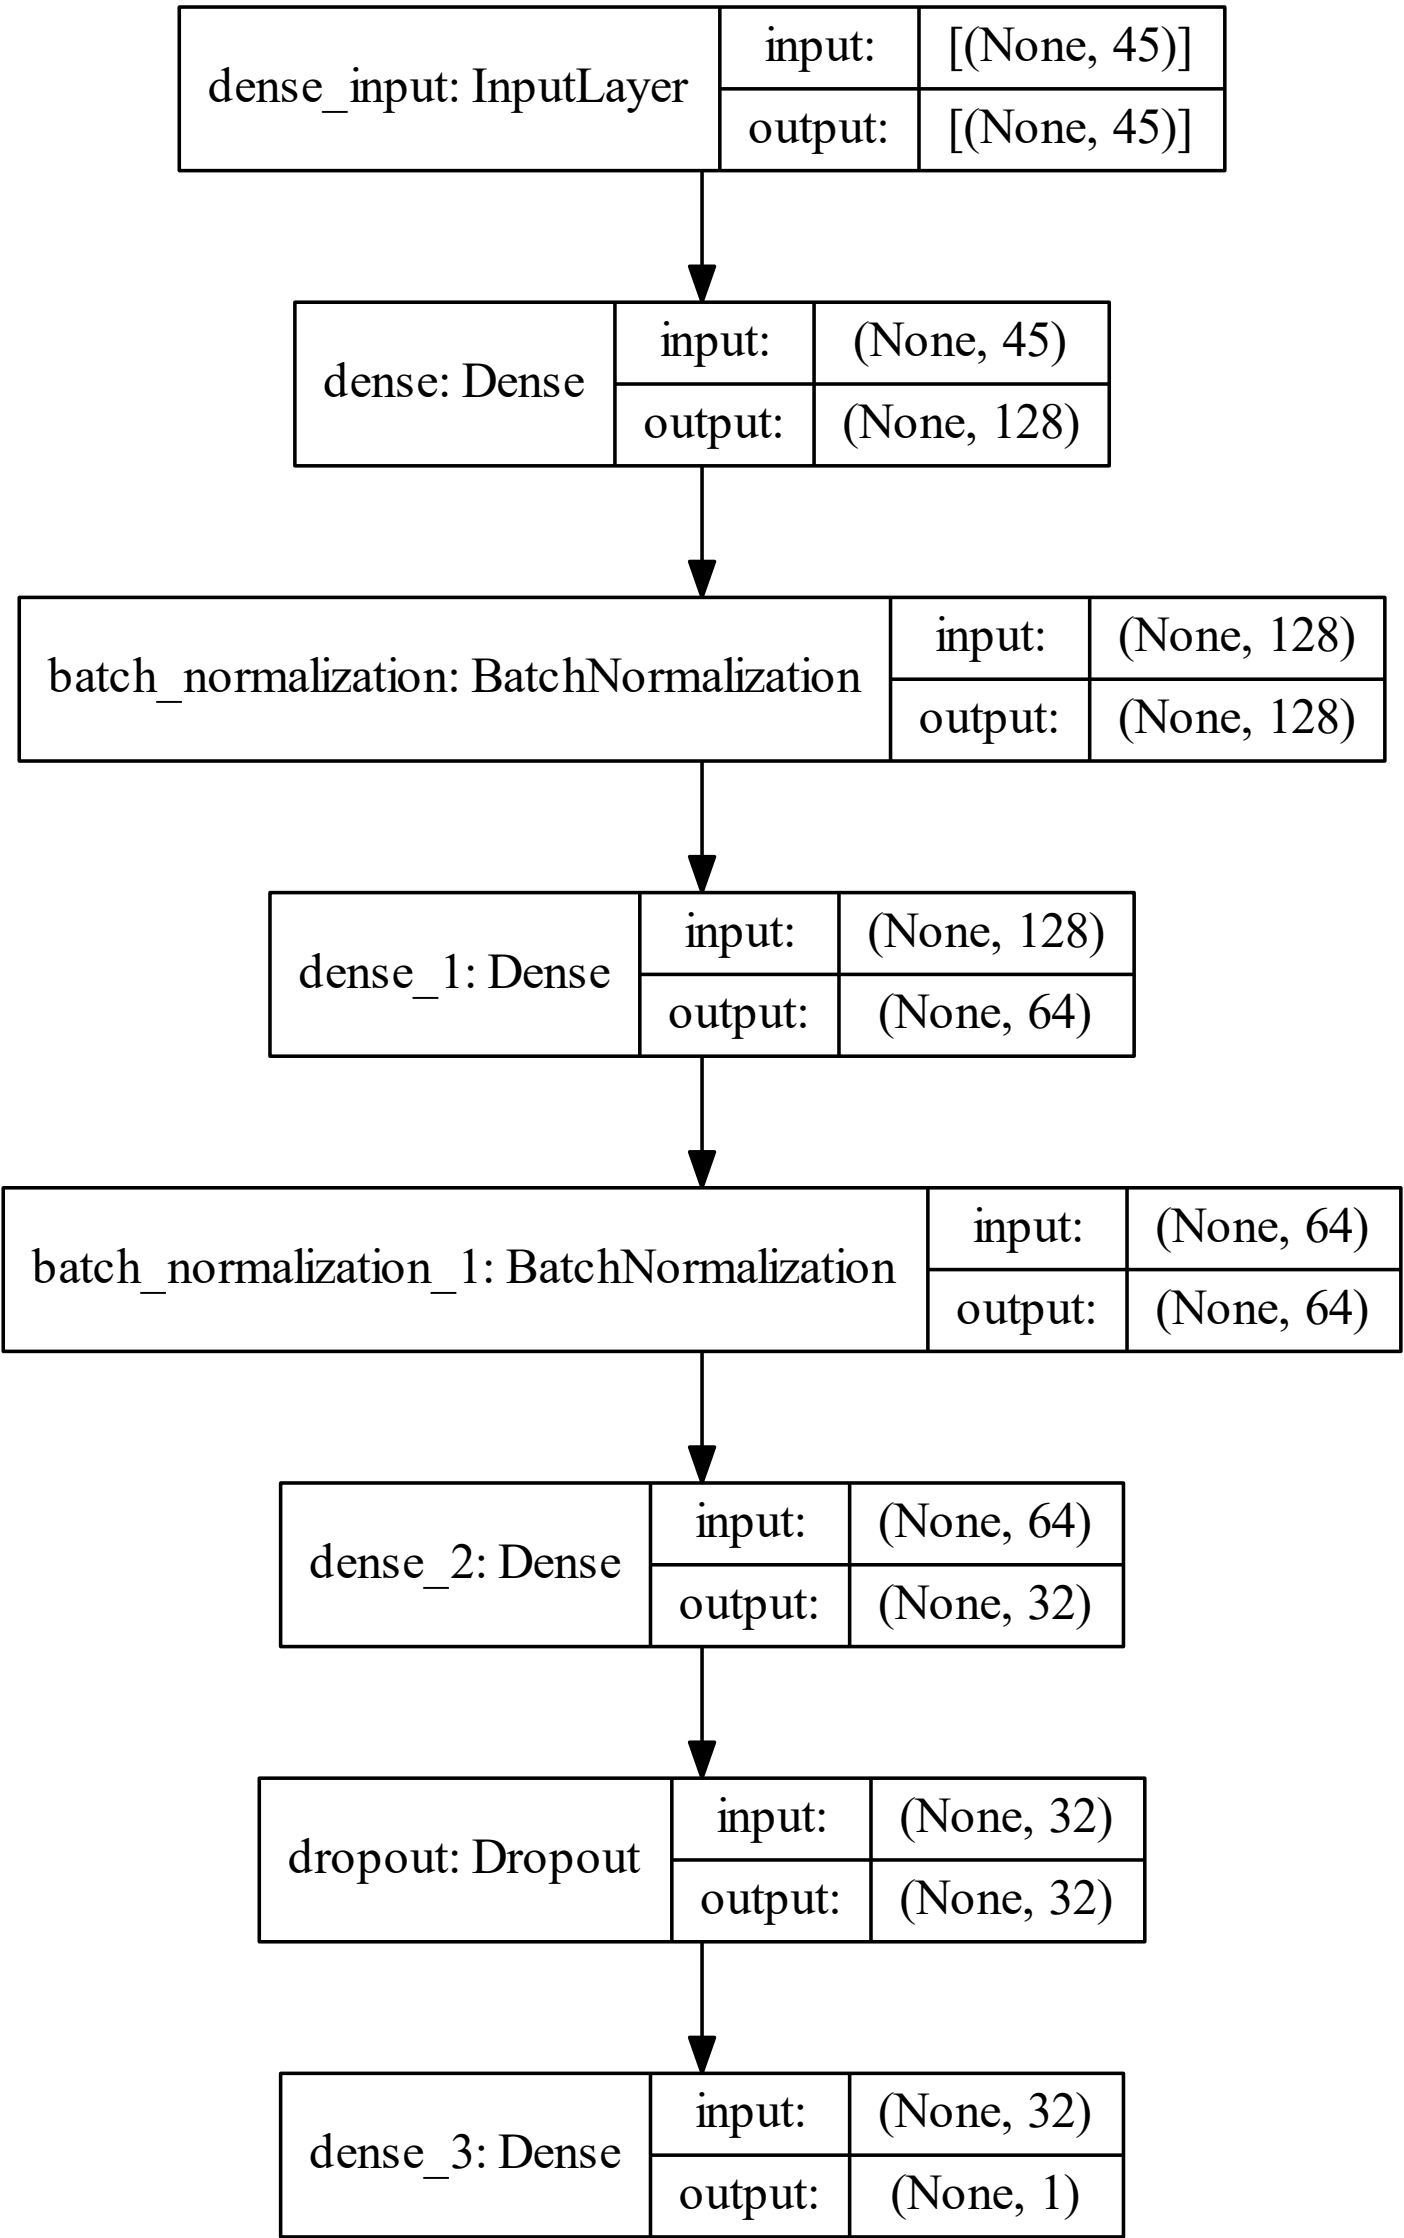 dense_input: InputLayer
input:
[(None, 45)]
output:
[(None, 45)]
dense: Dense
input:
(None, 45)
output:
(None, 128)
batch_normalization: BatchNormalization
input:
(None, 128)
output:
(None, 128)
dense_1: Dense
input:
(None, 128)
output:
(None, 64)
batch_normalization_1: BatchNormalization
input:
(None, 64)
output:
(None, 64)
dense_2: Dense
input:
(None, 64)
output:
(None, 32)
dropout: Dropout
input:
(None, 32)
output:
(None, 32)
dense_3: Dense
input:
(None, 32)
output:
(None, 1)